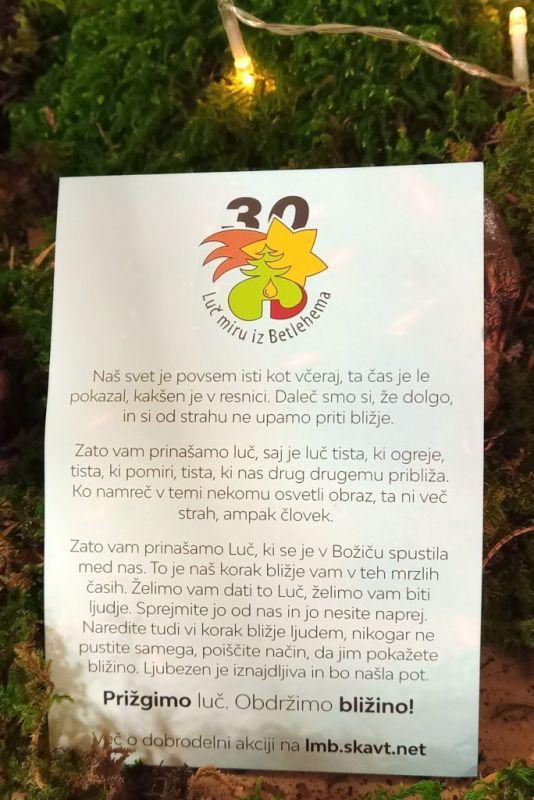 30
Luč miru iz Betlehema
Naš svet je povsem isti kot včeraj, ta čas je le
pokazal, kakšen je v resnici. Daleč smo si, že dolgo,
in si od strahu ne upamo priti bližje.
Zato vam prinašamo luč, saj je luč tista, ki ogreje,
tista, ki pomiri, tista, ki nas drug drugemu približa.
Ko namreč v temi nekomu osvetli obraz, ta ni več
strah, ampak človek.
Zato vam prinašamo Luč, ki se je v Božiču spustila
med nas. To je naš korak bližje vam v teh mrzlih
časih. Želimo vam dati to Luč, želimo vam biti
ljudje. Sprejmite jo od nas in jo nesite naprej.
Naredite tudi vi korak bližje ljudem, nikogar ne
pustite samega, poiščite način, da jim pokažete
bližino. Ljubezen je iznajdljiva in bo našla pot.
Prižgimo luč. Obdržimo bližino!
Več o dobrodelni akciji na lmb.skavt.net